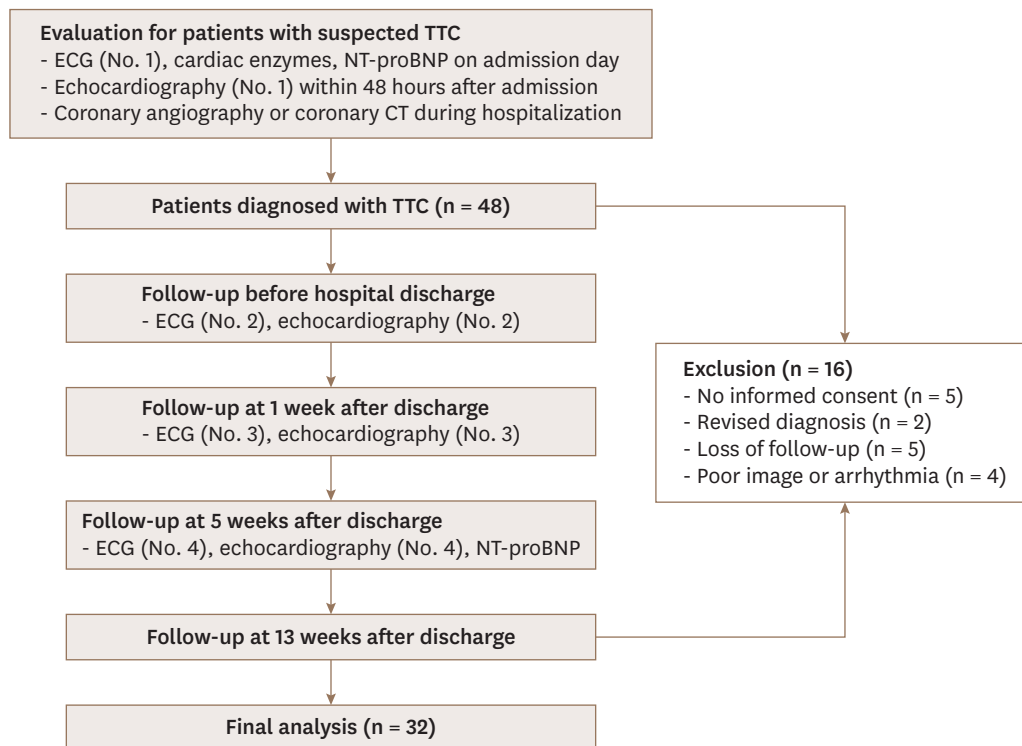 Evaluation for patients with suspected TTC
- ECG (No. 1), cardiac enzymes, NT-proBNP on admission day
- Echocardiography (No. 1) within 48 hours after admission
- Coronary angiography or coronary CT during hospitalization
Patients diagnosed with TTC (n = 48)
Follow-up before hospital discharge
- ECG (No. 2), echocardiography (No. 2)
Exclusion (n = 16)
- No informed consent (n = 5)
- Revised diagnosis (n = 2)
- Loss of follow-up (n = 5)
- Poor image or arrhythmia (n = 4)
Follow-up at 1 week after discharge
- ECG (No. 3), echocardiography (No. 3)
Follow-up at 5 weeks after discharge
- ECG (No. 4), echocardiography (No. 4), NT-proBNP
Follow-up at 13 weeks after discharge
Final analysis (n = 32)